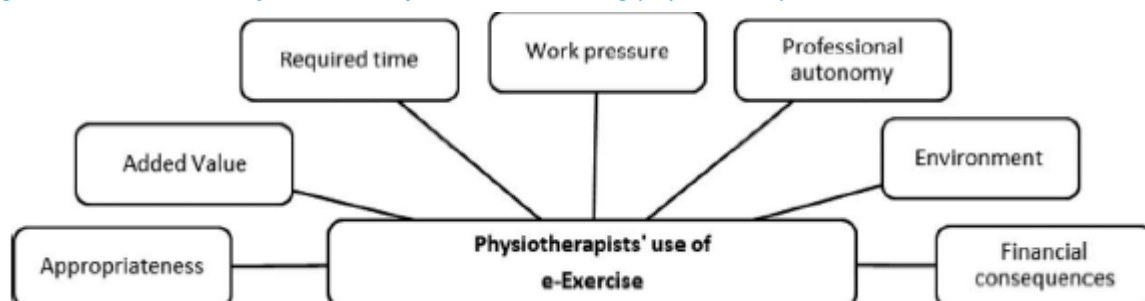 Work pressure
Professional
autonomy
Required time
Added Value
Environment
Appropriateness
Physiotherapists' use of
e-Exercise
Financial
consequences